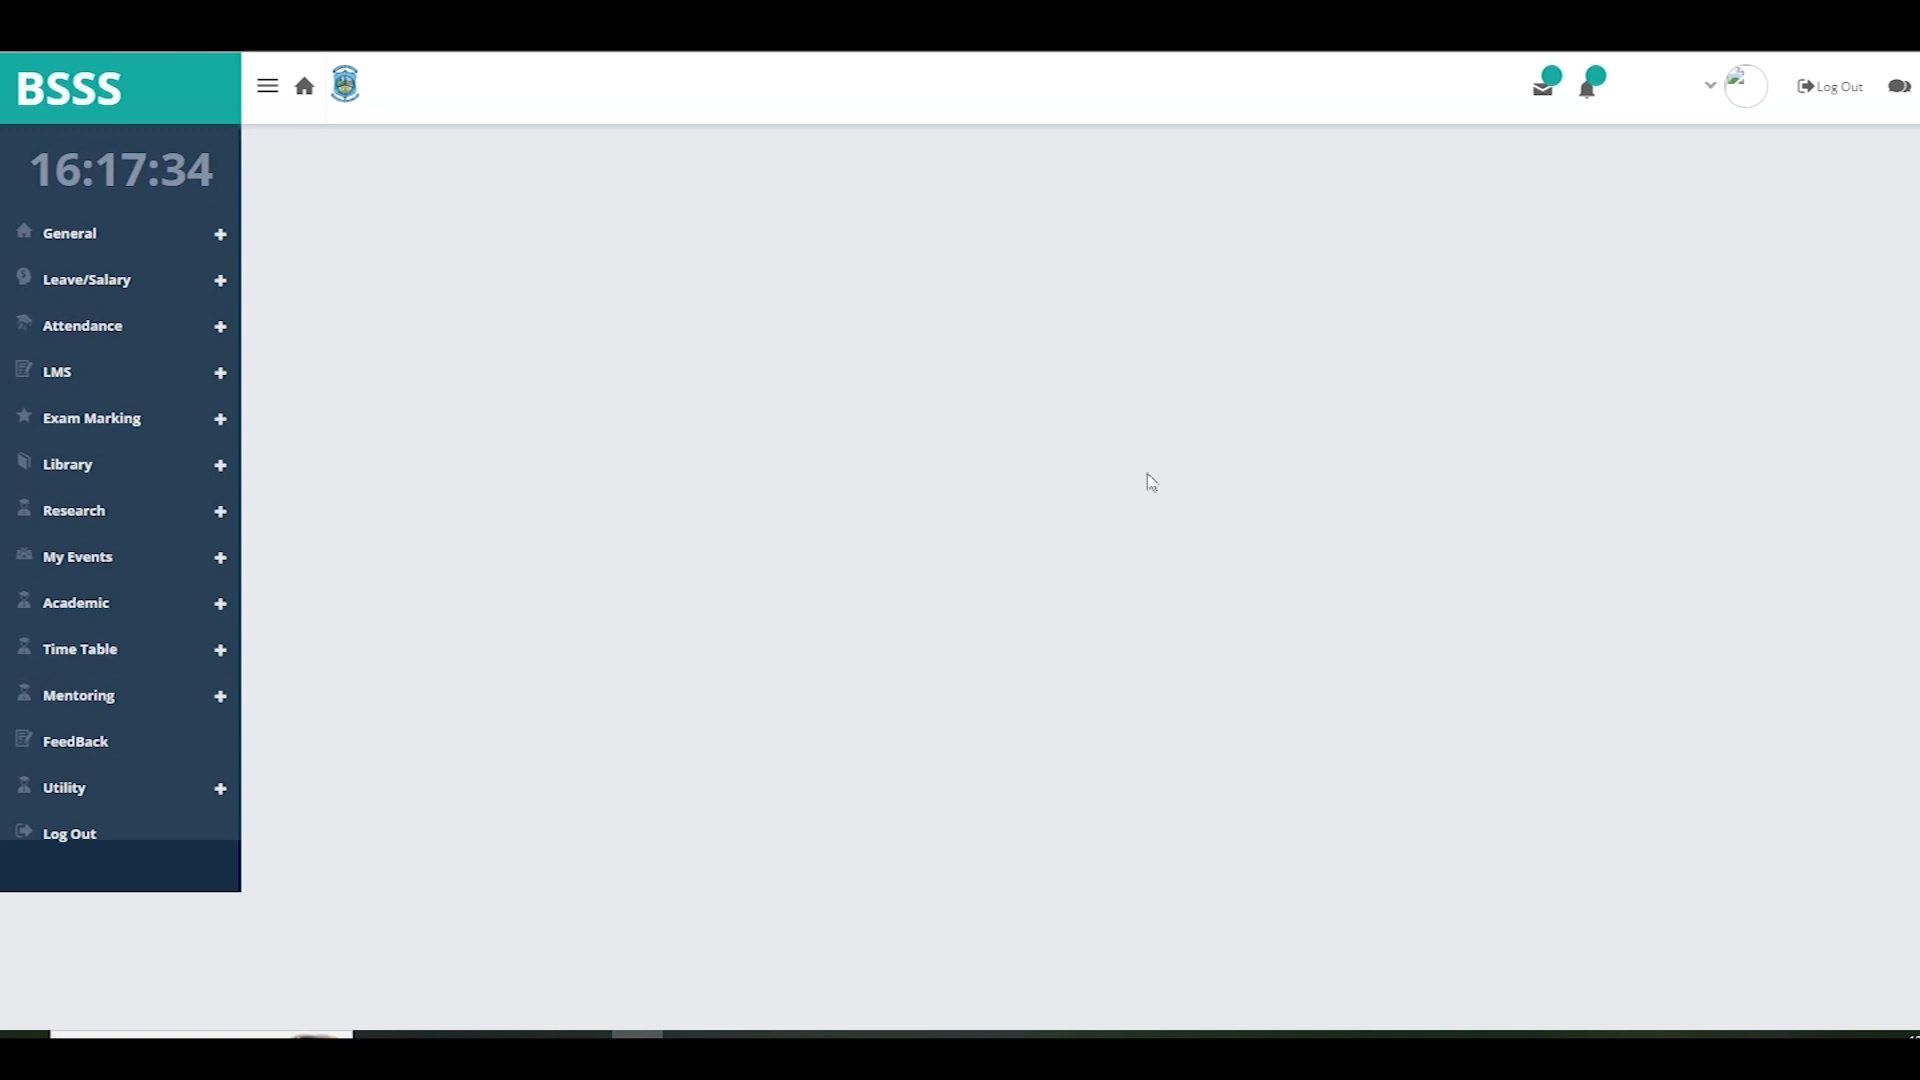 BSSS
Log Out
16:17:34
General
Leave/Salary
Attendance
LMS
Exam Marking
Library
Research
My Events
Academic
Time Table
Mentoring
FeedBack
Utility
Log Out